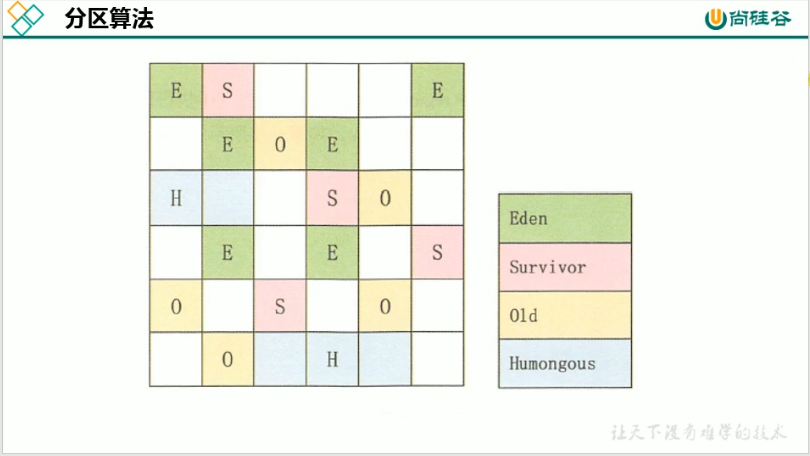 分区算法
尚硅谷
E S E
E O E
H S O
E E S
O S O
O H
Eden
Survivor
Old
Humongous
让天下没有难学的技术